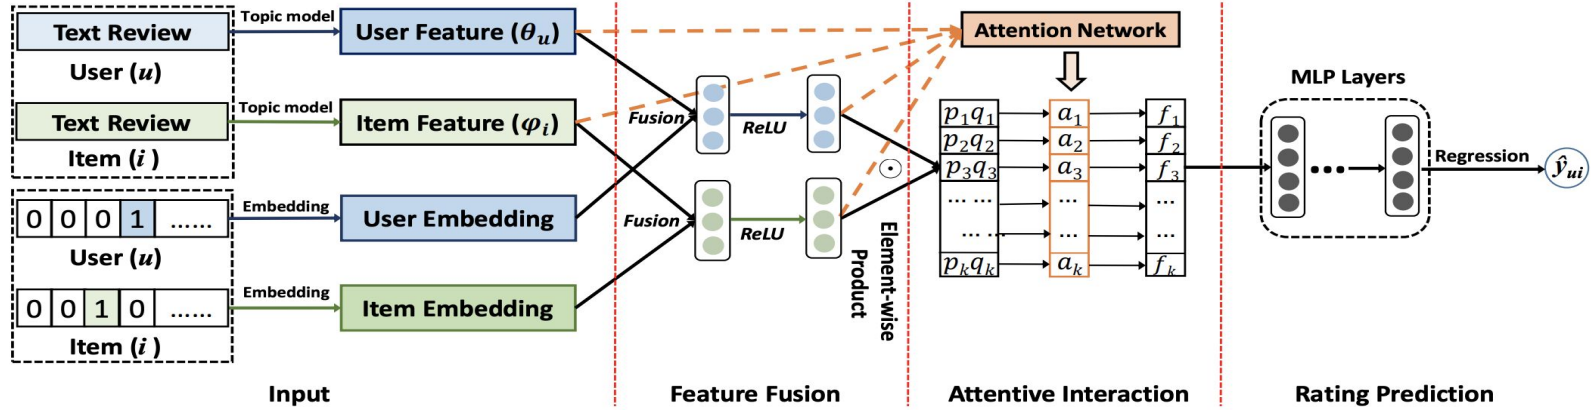 Text Review
Topic model
User Feature (θu)
User (u)
Text Review
Topic model
Item Feature (φi)
Item (i)
0 0 0 1 ......
Embedding
User Embedding
User (u)
0 0 1 0 ......
Embedding
Item Embedding
Item (i)
Input
Fusion
ReLU
Fusion
ReLU
Element-wise
Product
Feature Fusion
Attention Network
p1q1 a1 f1
p2q2 a2 f2
p3q3 a3 f3
... ... ... ...
... ... ... ...
pkqk ak fk
Attentive Interaction
MLP Layers
...
Regression
ŷui
Rating Prediction